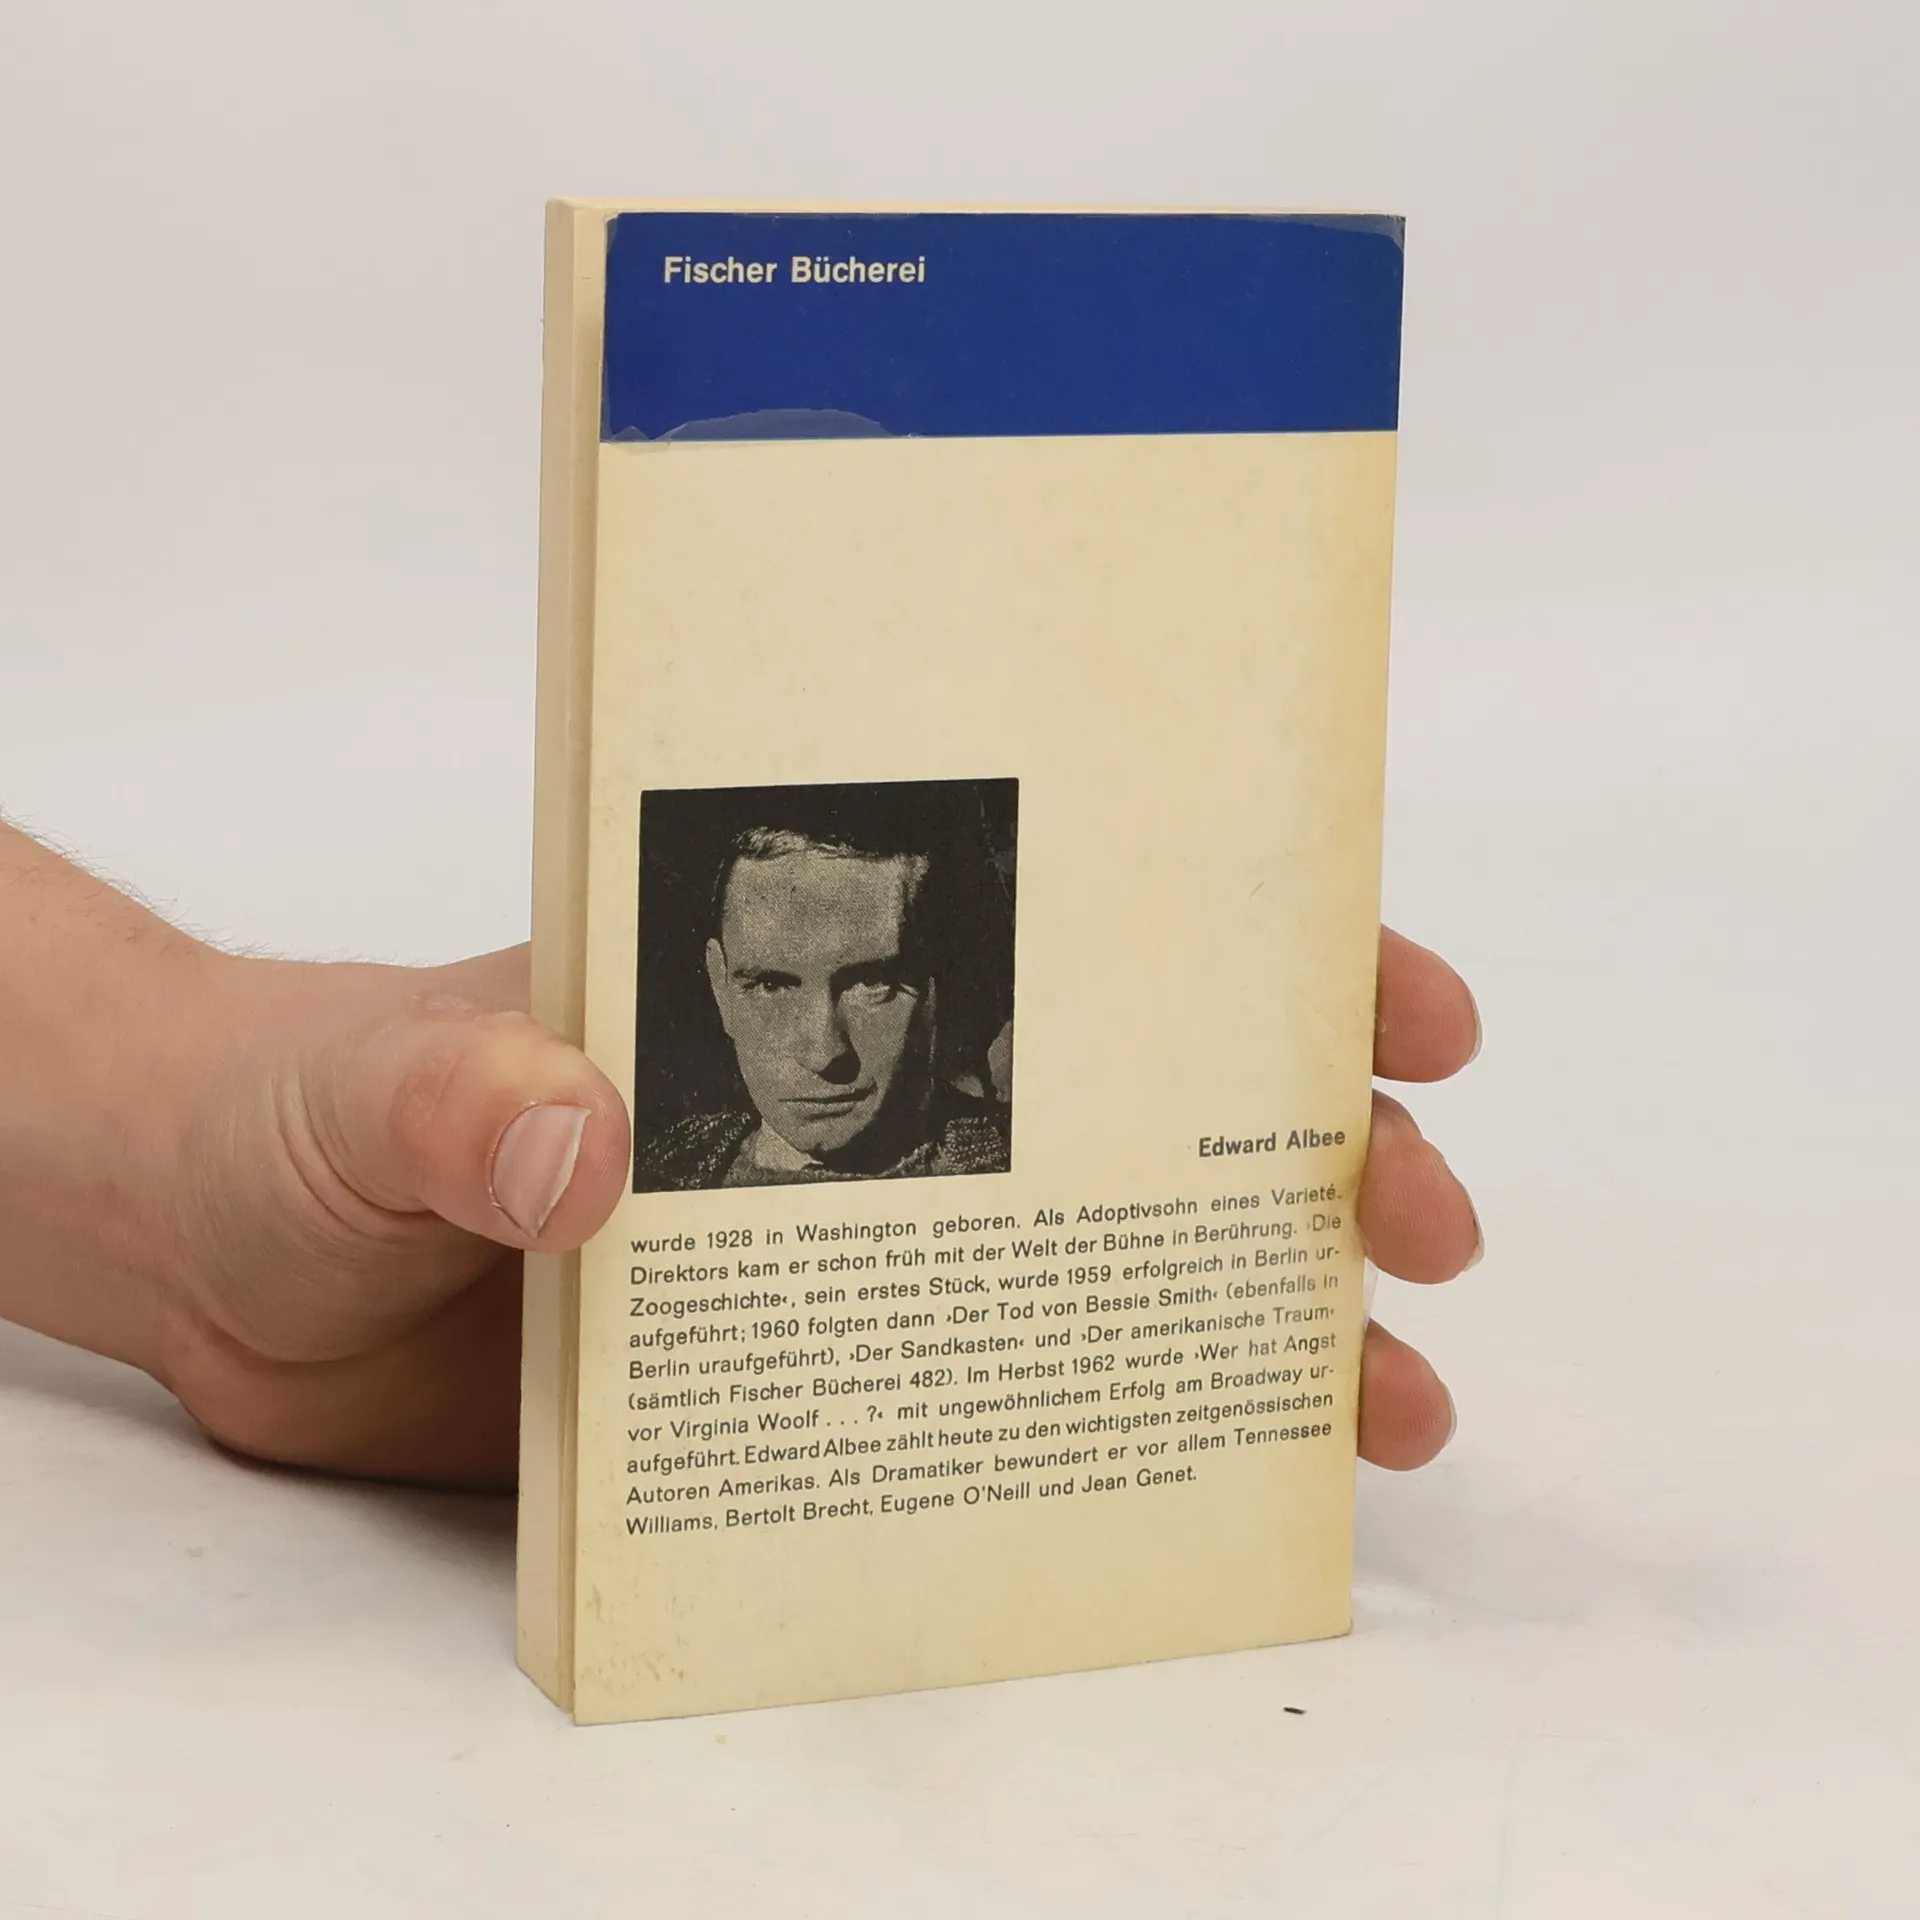 Fischer Bücherei
Edward Albee
wurde 1928 in Washington geboren. Als Adoptivsohn eines Varieté-
Direktors kam er schon früh mit der Welt der Bühne in Berührung. ›Die
Zoogeschichte‹, sein erstes Stück, wurde 1959 erfolgreich in Berlin ur-
aufgeführt; 1960 folgten dann ›Der Tod von Bessie Smith‹ (ebenfalls in
Berlin uraufgeführt), ›Der Sandkasten‹ und ›Der amerikanische Traum‹
(sämtlich Fischer Bücherei 482). Im Herbst 1962 wurde ›Wer hat Angst
vor Virginia Woolf . . . ?‹ mit ungewöhnlichem Erfolg am Broadway ur-
aufgeführt. Edward Albee zählt heute zu den wichtigsten zeitgenössischen
Autoren Amerikas. Als Dramatiker bewundert er vor allem Tennessee
Williams, Bertolt Brecht, Eugene O'Neill und Jean Genet.